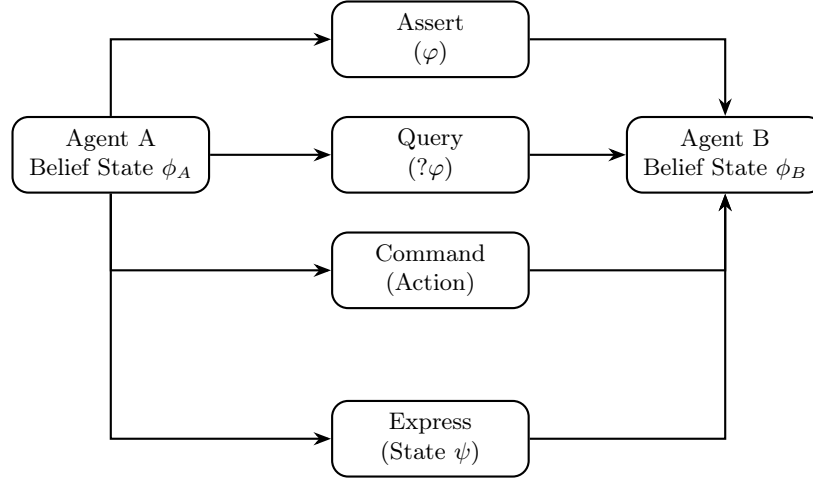 Assert
(φ)
Agent A
Belief State ϕ_A
Query
(?φ)
Agent B
Belief State ϕ_B
Command
(Action)
Express
(State ψ)